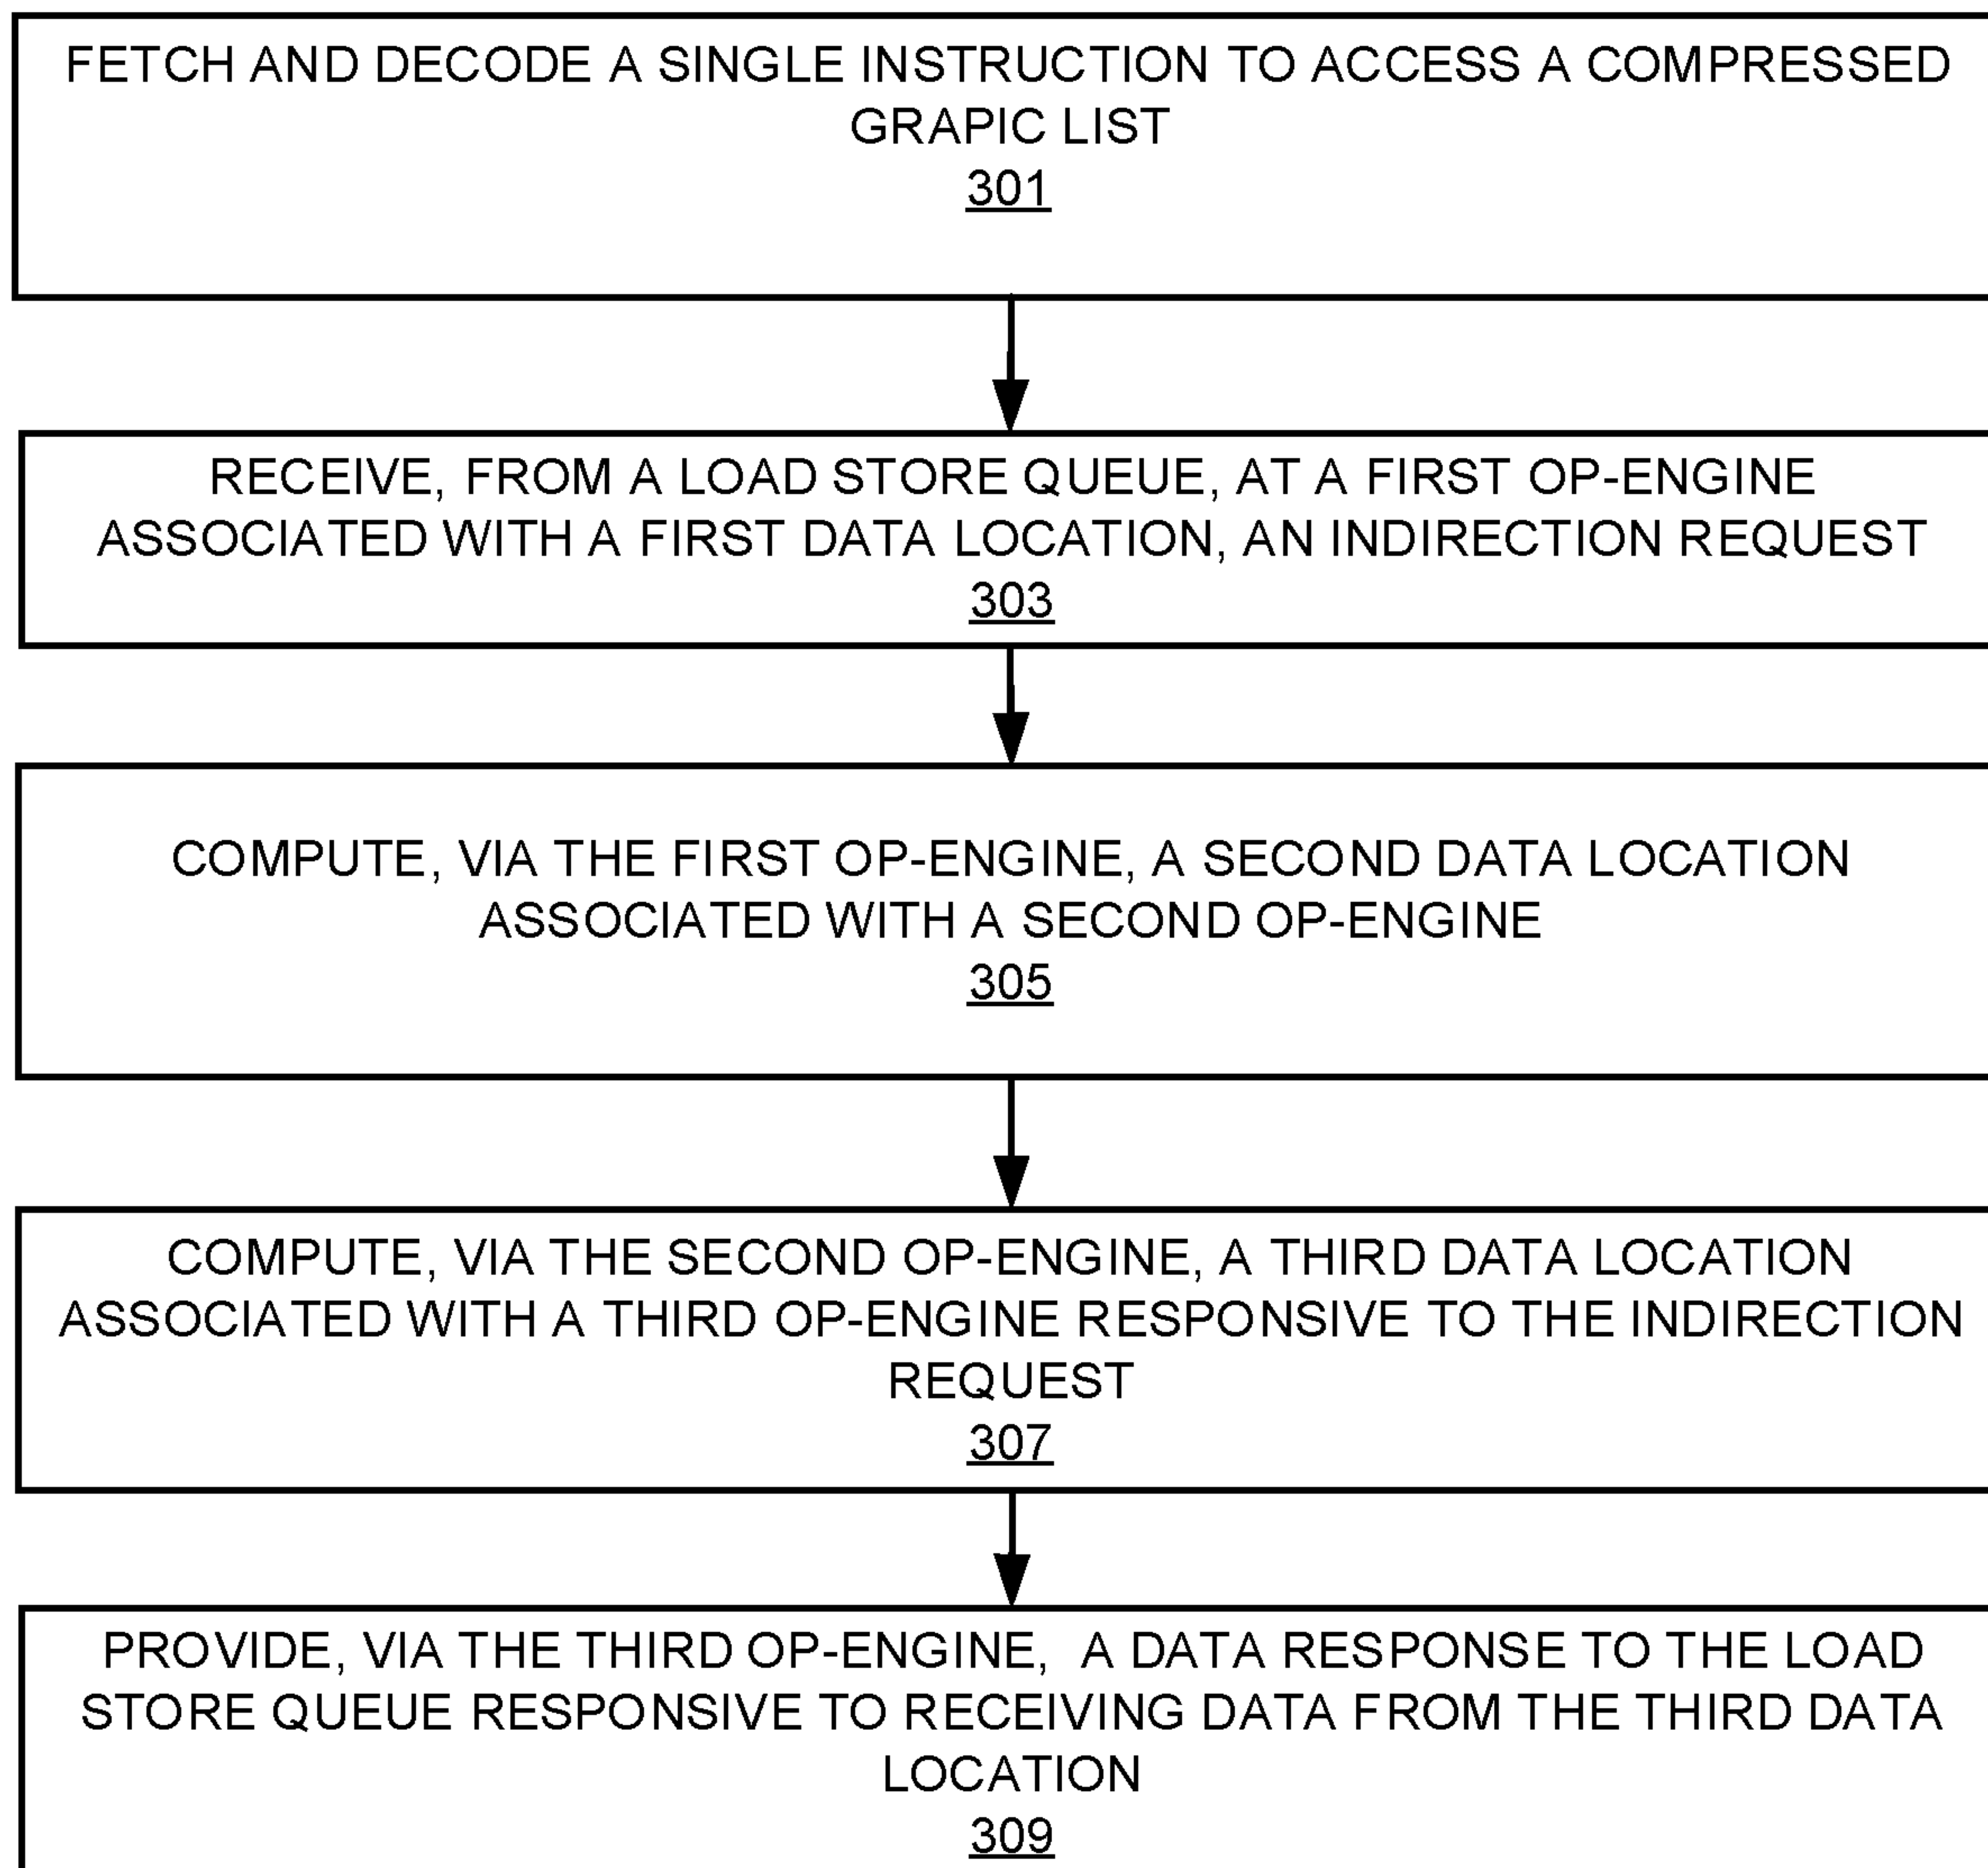 FETCH AND DECODE A SINGLE INSTRUCTION TO ACCESS A COMPRESSED
GRAPIC LIST
301
RECEIVE, FROM A LOAD STORE QUEUE, AT A FIRST OP-ENGINE
ASSOCIATED WITH A FIRST DATA LOCATION, AN INDIRECTION REQUEST
303
COMPUTE, VIA THE FIRST OP-ENGINE, A SECOND DATA LOCATION
ASSOCIATED WITH A SECOND OP-ENGINE
305
COMPUTE, VIA THE SECOND OP-ENGINE, A THIRD DATA LOCATION
ASSOCIATED WITH A THIRD OP-ENGINE RESPONSIVE TO THE INDIRECTION
REQUEST
307
PROVIDE, VIA THE THIRD OP-ENGINE, A DATA RESPONSE TO THE LOAD
STORE QUEUE RESPONSIVE TO RECEIVING DATA FROM THE THIRD DATA
LOCATION
309